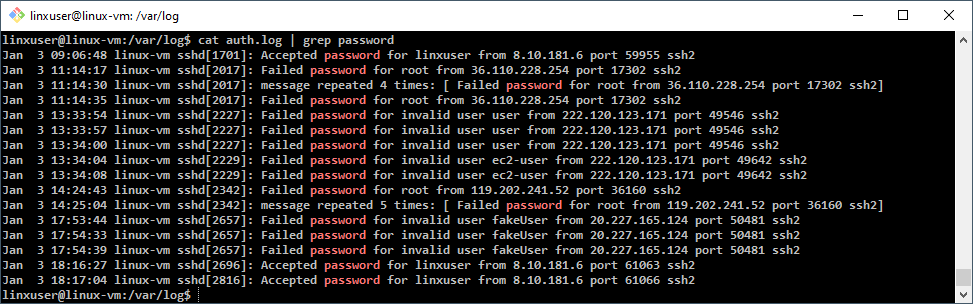 linxuser@linux-vm: /var/log
linxuser@linux-vm:/var/log$ cat auth.log | grep password
Jan  3 09:06:48 linux-vm sshd[1701]: Accepted password for linxuser from 8.10.181.6 port 59955 ssh2
Jan  3 11:14:17 linux-vm sshd[2017]: Failed password for root from 36.110.228.254 port 17302 ssh2
Jan  3 11:14:30 linux-vm sshd[2017]: message repeated 4 times: [ Failed password for root from 36.110.228.254 port 17302 ssh2]
Jan  3 11:14:35 linux-vm sshd[2017]: Failed password for root from 36.110.228.254 port 17302 ssh2
Jan  3 13:33:54 linux-vm sshd[2227]: Failed password for invalid user user from 222.120.123.171 port 49546 ssh2
Jan  3 13:33:57 linux-vm sshd[2227]: Failed password for invalid user user from 222.120.123.171 port 49546 ssh2
Jan  3 13:34:00 linux-vm sshd[2227]: Failed password for invalid user user from 222.120.123.171 port 49546 ssh2
Jan  3 13:34:04 linux-vm sshd[2229]: Failed password for invalid user ec2-user from 222.120.123.171 port 49642 ssh2
Jan  3 13:34:08 linux-vm sshd[2229]: Failed password for invalid user ec2-user from 222.120.123.171 port 49642 ssh2
Jan  3 14:24:43 linux-vm sshd[2342]: Failed password for root from 119.202.241.52 port 36160 ssh2
Jan  3 14:25:04 linux-vm sshd[2342]: message repeated 5 times: [ Failed password for root from 119.202.241.52 port 36160 ssh2]
Jan  3 17:53:44 linux-vm sshd[2657]: Failed password for invalid user fakeUser from 20.227.165.124 port 50481 ssh2
Jan  3 17:54:33 linux-vm sshd[2657]: Failed password for invalid user fakeUser from 20.227.165.124 port 50481 ssh2
Jan  3 17:54:39 linux-vm sshd[2657]: Failed password for invalid user fakeUser from 20.227.165.124 port 50481 ssh2
Jan  3 18:16:27 linux-vm sshd[2696]: Accepted password for linxuser from 8.10.181.6 port 61063 ssh2
Jan  3 18:17:04 linux-vm sshd[2816]: Accepted password for linxuser from 8.10.181.6 port 61066 ssh2
linxuser@linux-vm:/var/log$